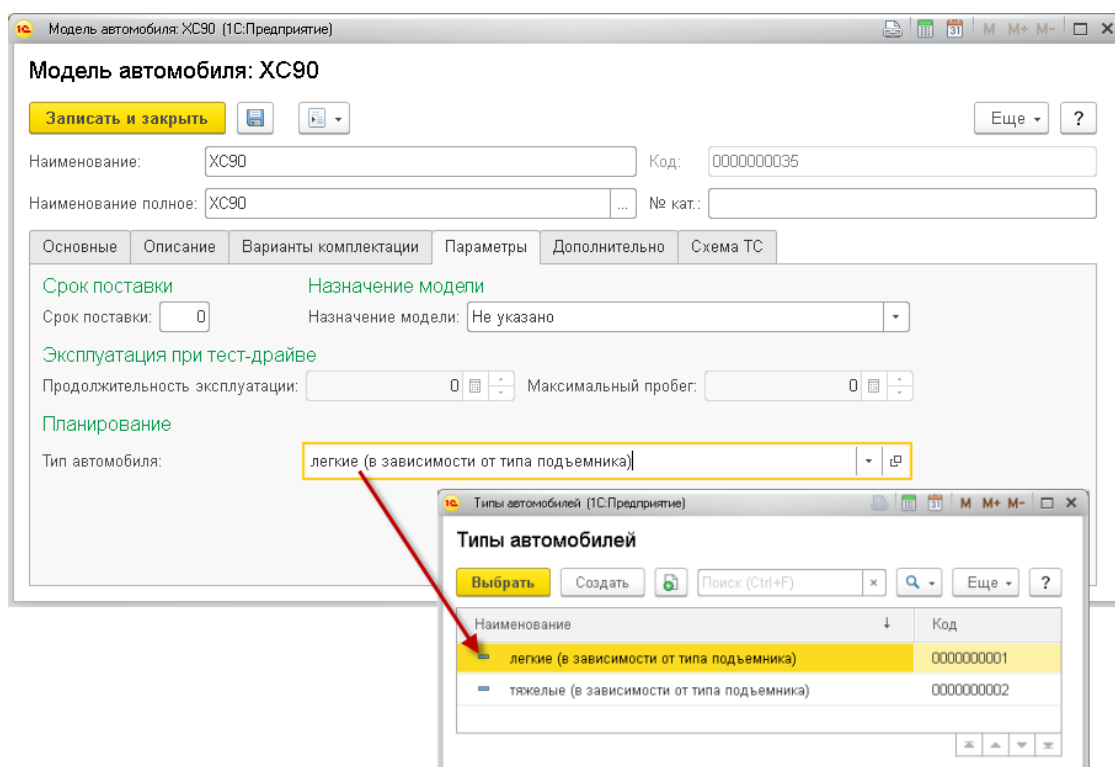 1С Модель автомобиля: XC90 (1С:Предприятие) 31 M M+ M-
Модель автомобиля: XC90
Записать и закрыть Еще ?
Наименование: XC90 Код: 0000000035
Наименование полное: XC90 ... № кат.:
Основные Описание Варианты комплектации Параметры Дополнительно Схема ТС
Срок поставки Назначение модели
Срок поставки: 0 Назначение модели: Не указано
Эксплуатация при тест-драйве
Продолжительность эксплуатации: 0 Максимальный пробег: 0
Планирование
Тип автомобиля: легкие (в зависимости от типа подъемника)
1С Типы автомобилей (1С:Предприятие) 31 M M+ M-
Типы автомобилей
Выбрать Создать Поиск (Ctrl+F) × Еще ?
Наименование ↓ Код
легкие (в зависимости от типа подъемника) 0000000001
тяжелые (в зависимости от типа подъемника) 0000000002